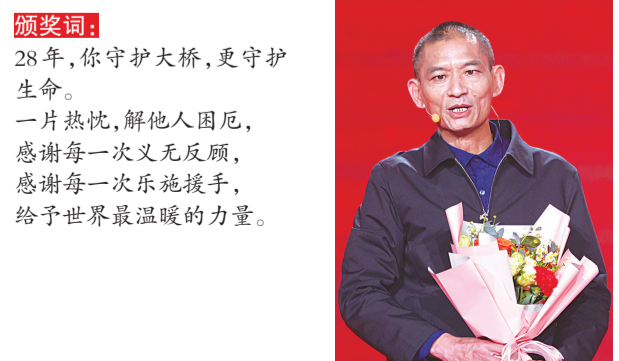 颁奖词：
28年，你守护大桥，更守护
生命。
一片热忱，解他人困厄，
感谢每一次义无反顾，
感谢每一次乐施援手，
给予世界最温暖的力量。